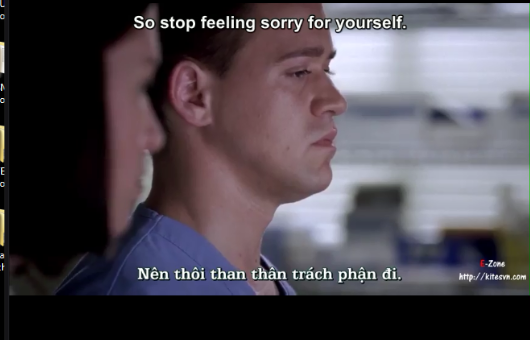 So stop feeling sorry for yourself.
Nên thôi than thân trách phận đi.
E-Zone
http://kitesvn.com